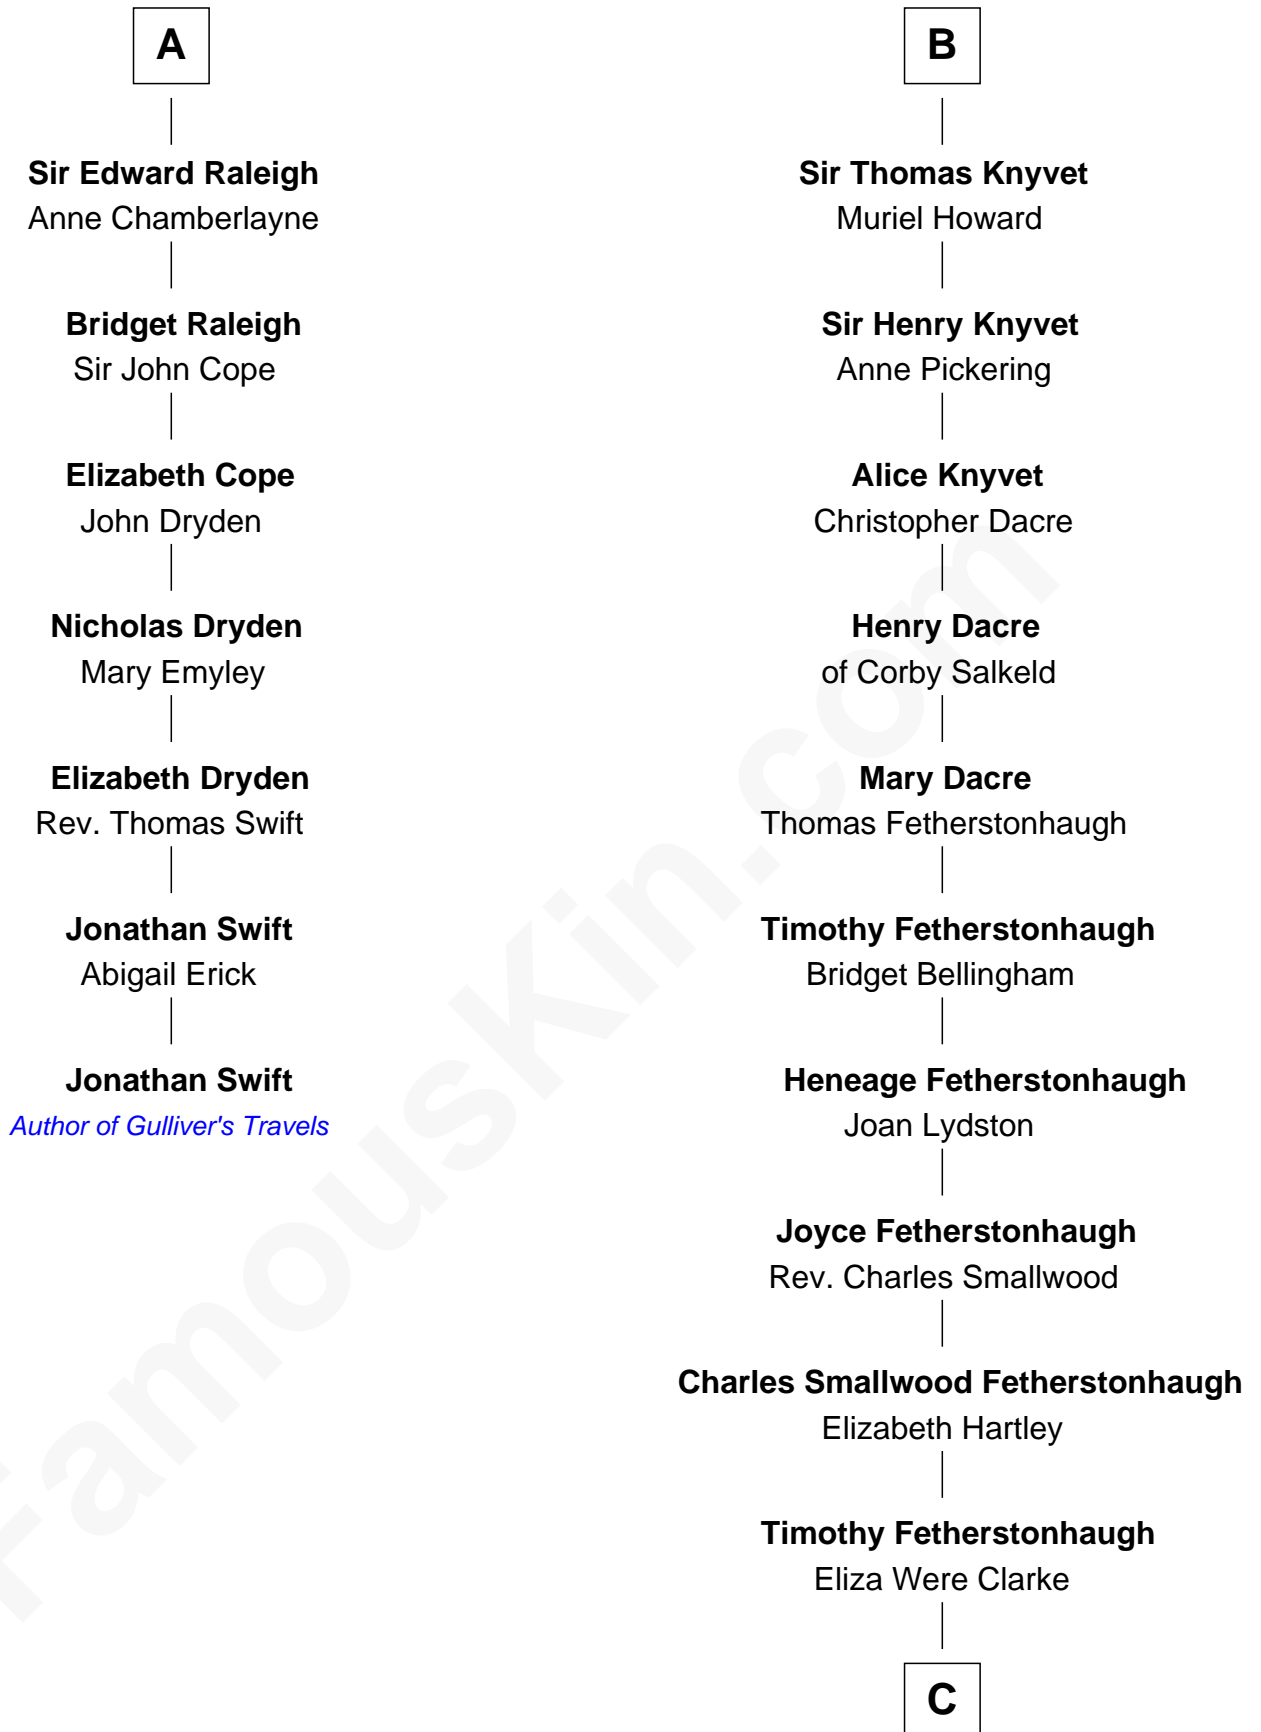 A
Sir Edward Raleigh
Anne Chamberlayne
Bridget Raleigh
Sir John Cope
Elizabeth Cope
John Dryden
Nicholas Dryden
Mary Emyley
Elizabeth Dryden
Rev. Thomas Swift
Jonathan Swift
Abigail Erick
Jonathan Swift
Author of Gulliver's Travels
B
Sir Thomas Knyvet
Muriel Howard
Sir Henry Knyvet
Anne Pickering
Alice Knyvet
Christopher Dacre
Henry Dacre
of Corby Salkeld
Mary Dacre
Thomas Fetherstonhaugh
Timothy Fetherstonhaugh
Bridget Bellingham
Heneage Fetherstonhaugh
Joan Lydston
Joyce Fetherstonhaugh
Rev. Charles Smallwood
Charles Smallwood Fetherstonhaugh
Elizabeth Hartley
Timothy Fetherstonhaugh
Eliza Were Clarke
C
FamousKin.com